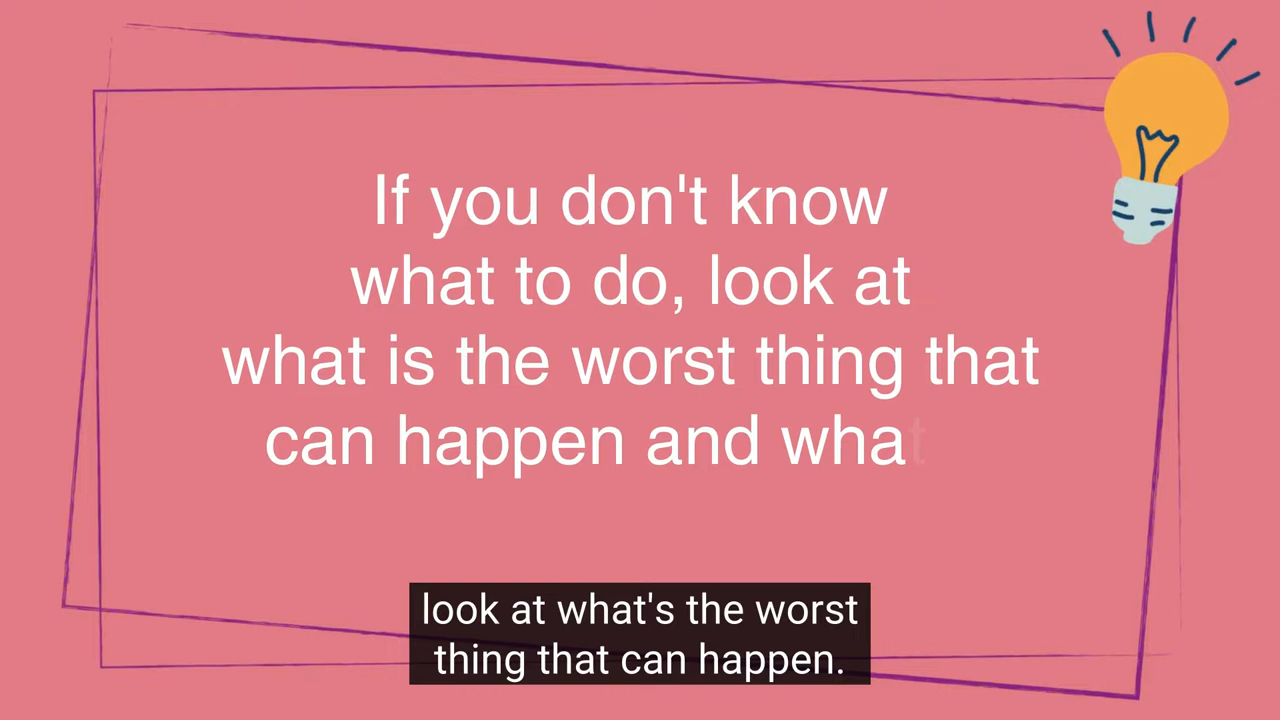 If you don't know
what to do, look at
what is the worst thing that
can happen and what
look at what's the worst
thing that can happen.